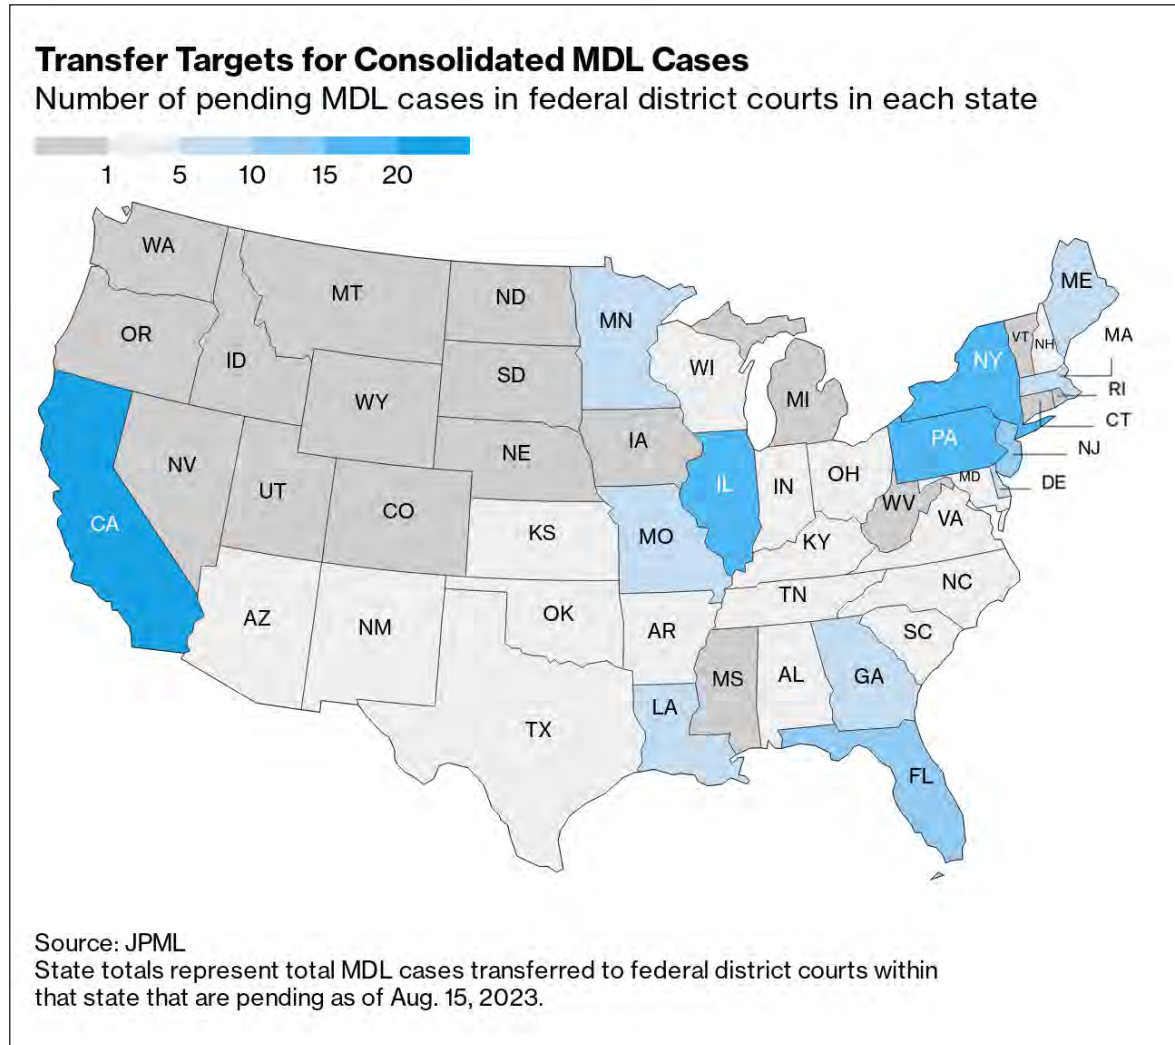 Transfer Targets for Consolidated MDL Cases
Number of pending MDL cases in federal district courts in each state
1 5 10 15 20
WA
MT
ND
MN
ME
OR
ID
SD
WI
VT
NH
MA
NY
WY
MI
RI
CT
NE
IA
PA
NJ
NV
UT
CO
IL
IN
OH
MD
DE
CA
KS
MO
WV
VA
KY
AZ
NM
OK
TN
NC
AR
SC
TX
LA
MS
AL
GA
FL
Source: JPML
State totals represent total MDL cases transferred to federal district courts within
that state that are pending as of Aug. 15, 2023.